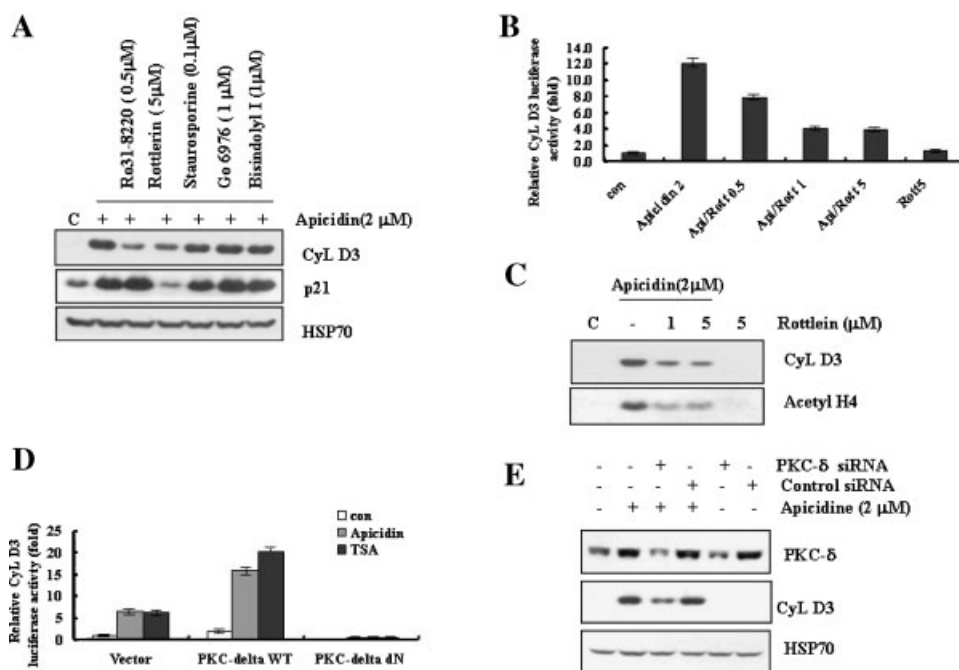 A
Ro31-8220 ( 0.5μM)
Rottlerin ( 5μM)
Staurosporine (0.1μM)
Go 6976 ( 1 μM)
Bisindolyl I (1μM)
C + + + + + + Apicidin(2 μM)
CyL D3
p21
HSP70
B
Relative CyL D3 luciferase
activity (fold)
14.0
12.0
8.0
4.0
2.0
0.0
con
Apicidin 2
Api/Rott 0.5
Api/Rott 1
Api/Rott 5
Rott5
C
Apicidin(2μM)
C - 1 5 5 Rottlein (μM)
CyL D3
Acetyl H4
D
Relative CyL D3
luciferase activity (fold)
25
20
15
10
5
0
con
Apicidin
TSA
Vector PKC-delta WT PKC-delta dN
E
- - + - + - PKC-δ siRNA
- - - + - + Control siRNA
- + + + - - Apicidine (2 μM)
PKC-δ
CyL D3
HSP70